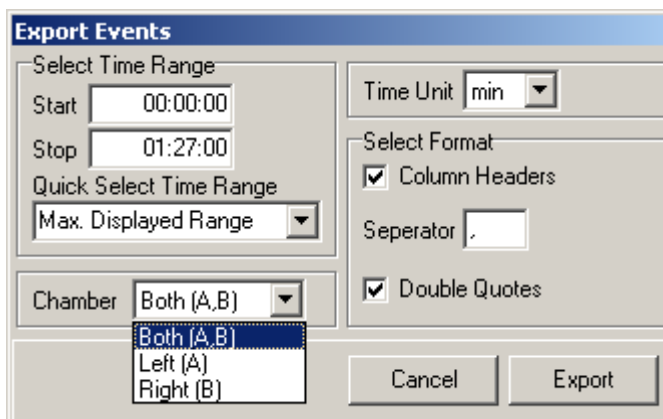 Export Events
Select Time Range
Start 00:00:00
Stop 01:27:00
Quick Select Time Range
Max. Displayed Range
Chamber Both (A,B)
Both (A,B)
Left (A)
Right (B)
Time Unit min
Select Format
Column Headers
Seperator ,
Double Quotes
Cancel Export